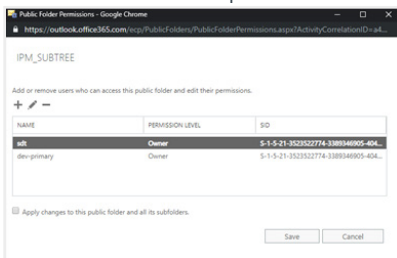 Public Folder Permissions - Google Chrome
https://outlook.office365.com/ecp/PublicFolders/PublicFolderPermissions.aspx?ActivityCorrelationID=a4...
IPM_SUBTREE
Add or remove users who can access this public folder and edit their permissions.
NAME PERMISSION LEVEL SID
sdt Owner S-1-5-21-3523522774-3389346905-404...
dev-primary Owner S-1-5-21-3523522774-3389346905-404...
Apply changes to this public folder and all its subfolders.
Save Cancel